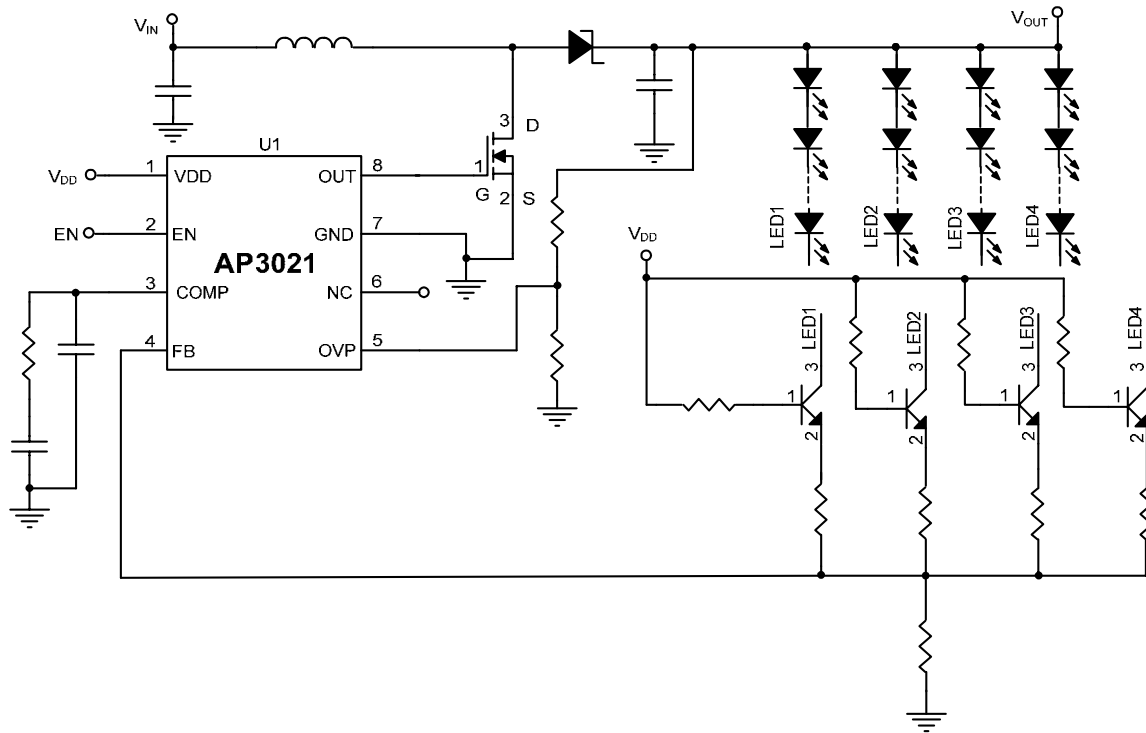 VIN
VOUT
U1
3 D
1
G 2 S
VDD 1 VDD OUT 8
EN 2 EN GND 7
AP3021
3 COMP NC 6
4 FB OVP 5
LED1 LED2 LED3 LED4
VDD
LED1 LED2 LED3 LED4
3 3 3 3
1 1 1 1
2 2 2 2